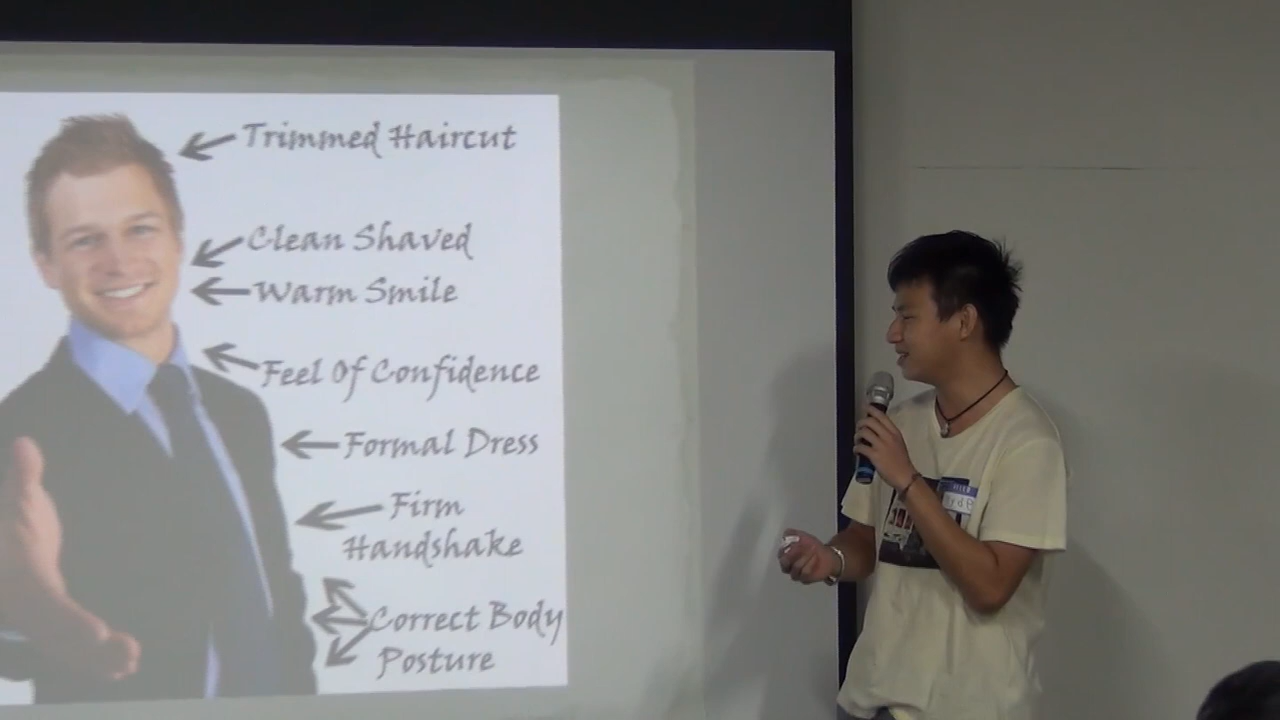 Trimmed Haircut
Clean Shaved
Warm Smile
Feel Of Confidence
Formal Dress
Firm
Handshake
Correct Body
Posture